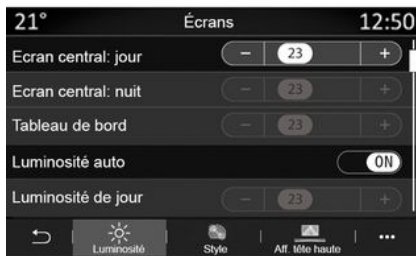 21° Écrans 12:50
Ecran central: jour − 23 +
Ecran central: nuit − 23 +
Tableau de bord − 23 +
Luminosité auto ON
Luminosité de jour − 23 +
Luminosité Style Aff. tête haute •••